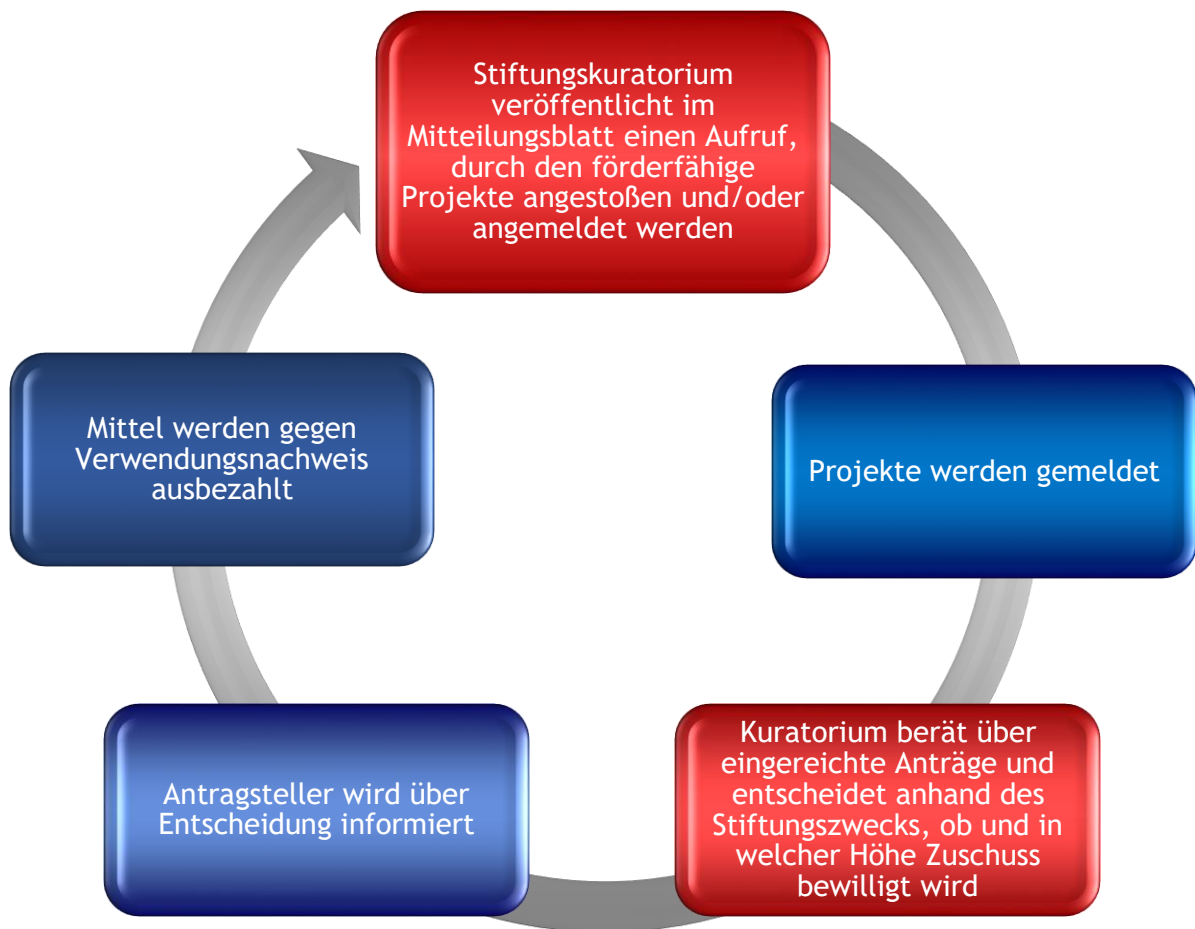 Stiftungskuratorium
veröffentlicht im
Mitteilungsblatt einen Aufruf,
durch den förderfähige
Projekte angestoßen und/oder
angemeldet werden
Projekte werden gemeldet
Kuratorium berät über
eingereichte Anträge und
entscheidet anhand des
Stiftungszwecks, ob und in
welcher Höhe Zuschuss
bewilligt wird
Antragsteller wird über
Entscheidung informiert
Mittel werden gegen
Verwendungsnachweis
ausbezahlt